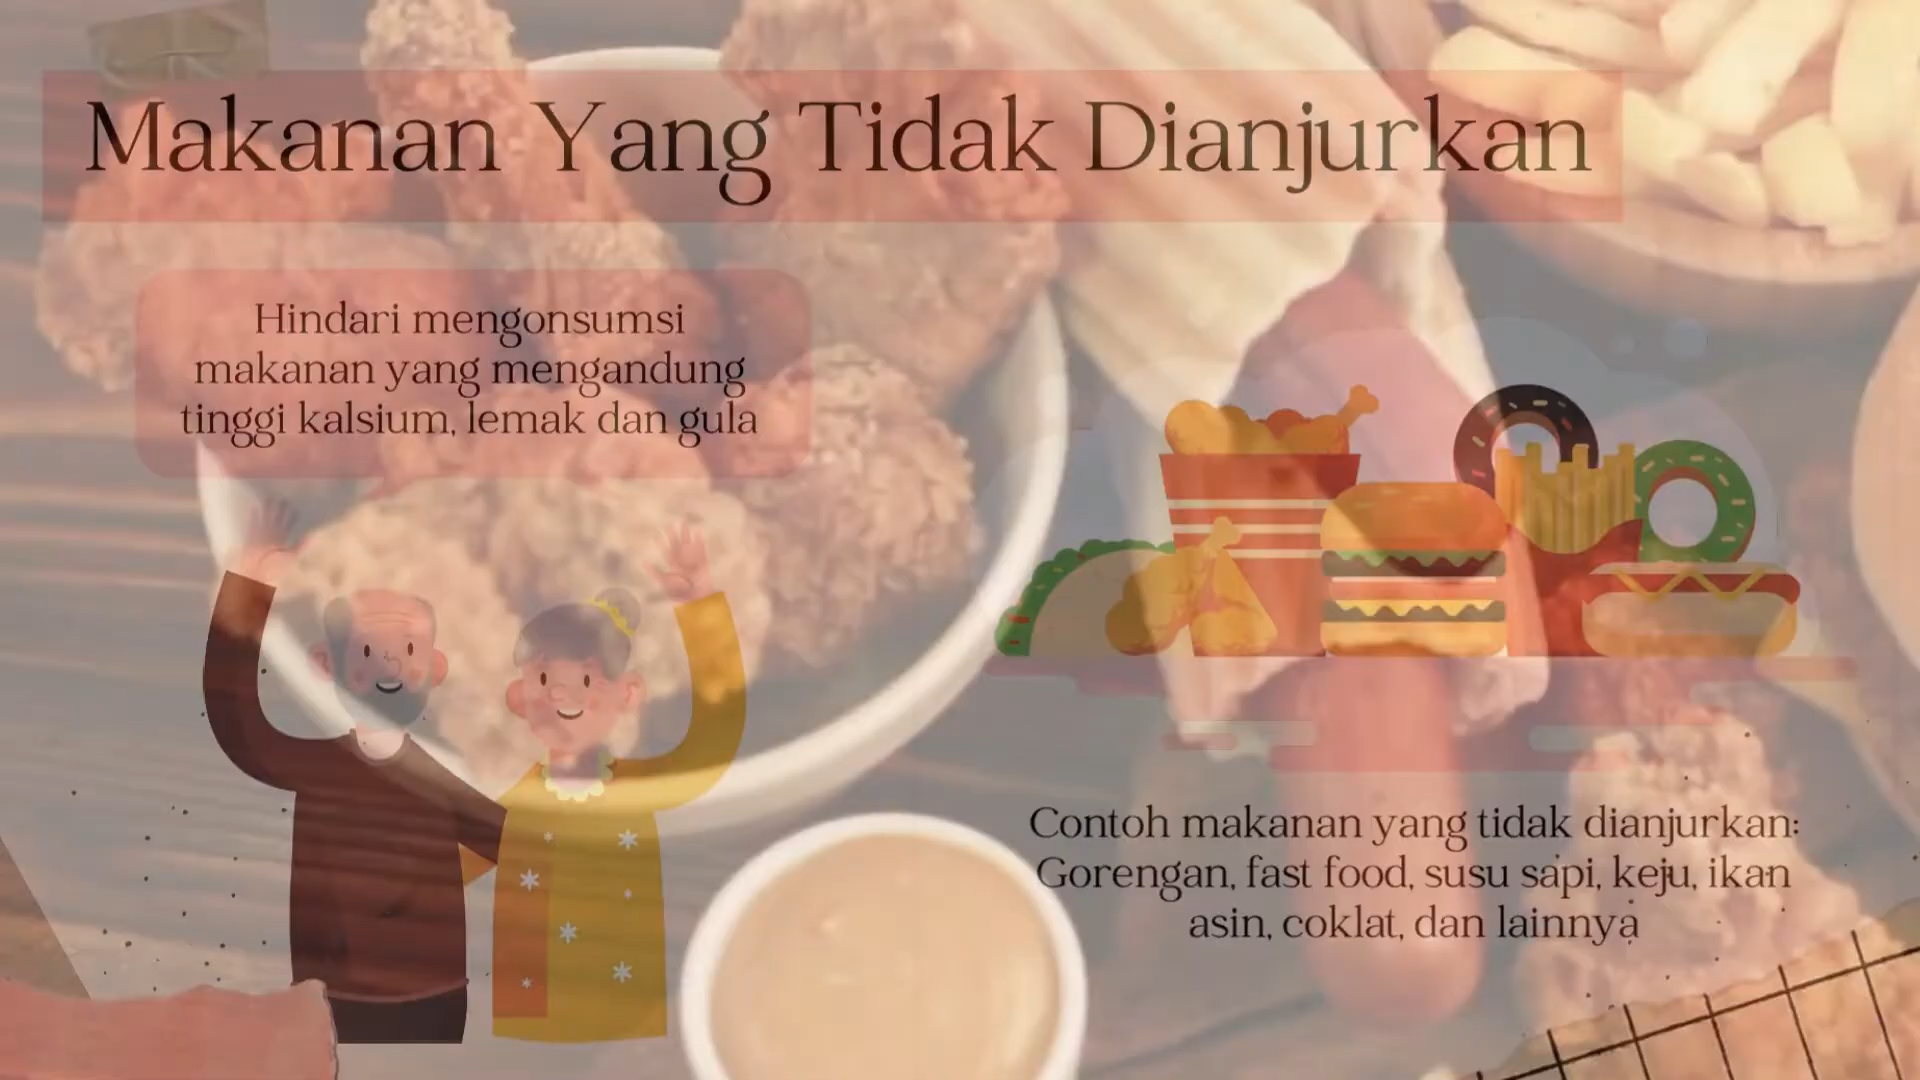 Makanan Yang Tidak Dianjurkan
Hindari mengonsumsi
makanan yang mengandung
tinggi kalsium, lemak dan gula
Contoh makanan yang tidak dianjurkan:
Gorengan, fast food, susu sapi, keju, ikan
asin, coklat, dan lainnya